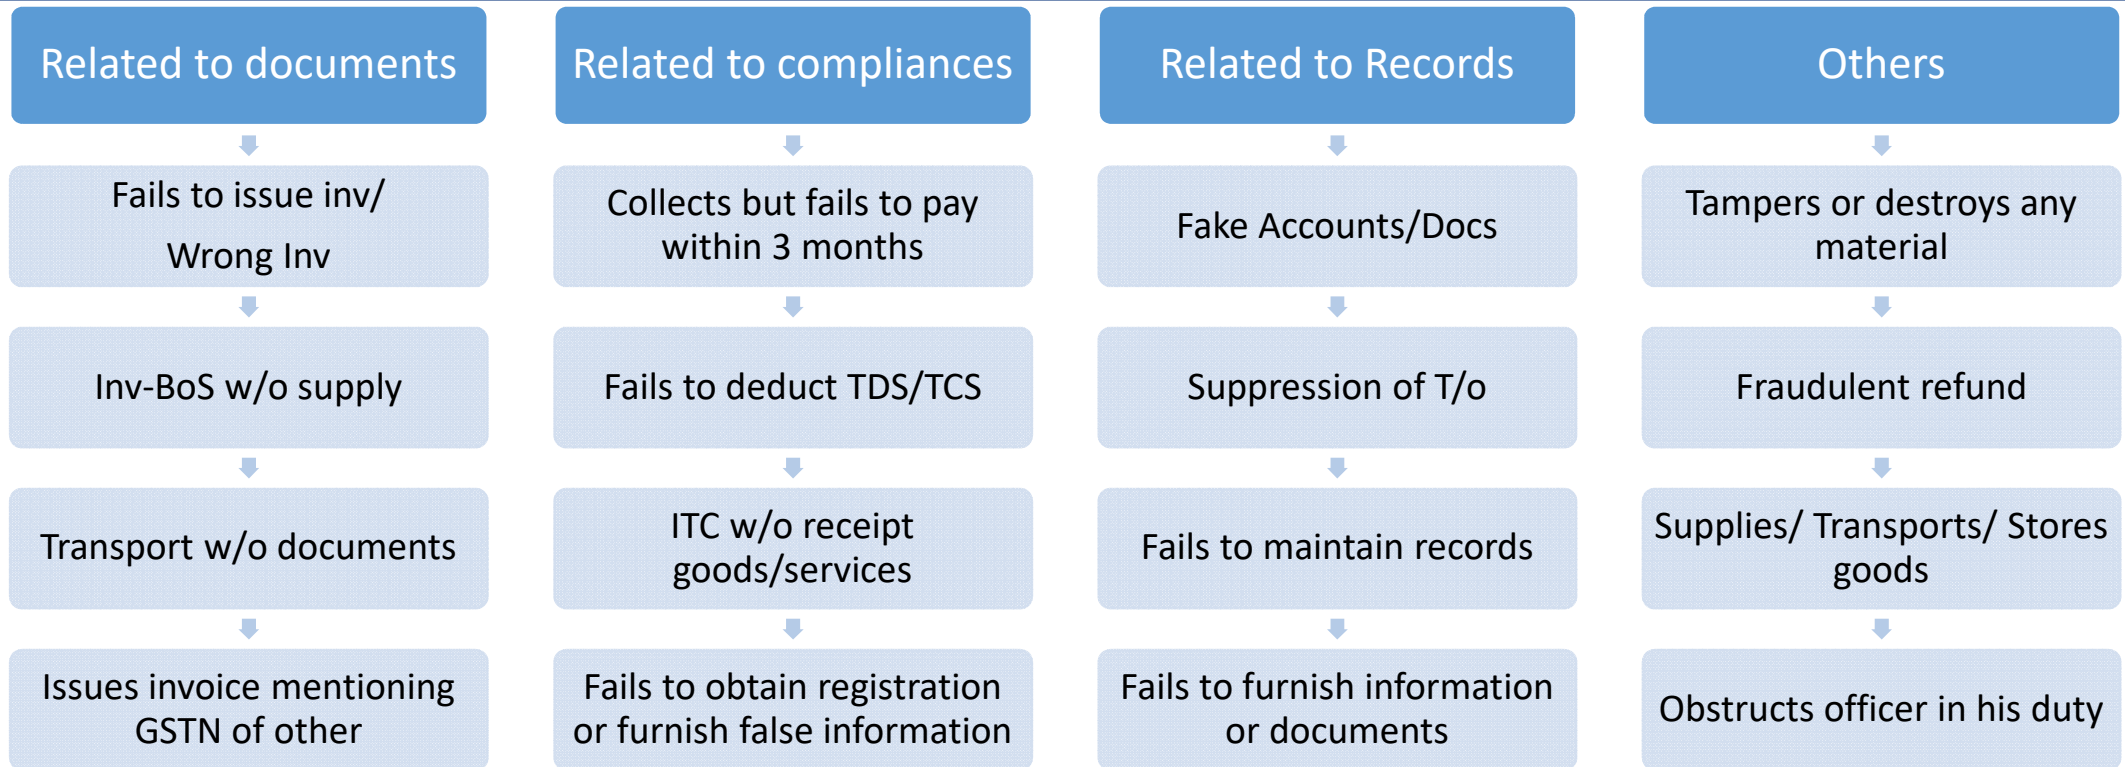 Related to documents
Fails to issue inv/
Wrong Inv
Inv-BoS w/o supply
Transport w/o documents
Issues invoice mentioning
GSTN of other
Related to compliances
Collects but fails to pay
within 3 months
Fails to deduct TDS/TCS
ITC w/o receipt
goods/services
Fails to obtain registration
or furnish false information
Related to Records
Fake Accounts/Docs
Suppression of T/o
Fails to maintain records
Fails to furnish information
or documents
Others
Tampers or destroys any
material
Fraudulent refund
Supplies/ Transports/ Stores
goods
Obstructs officer in his duty